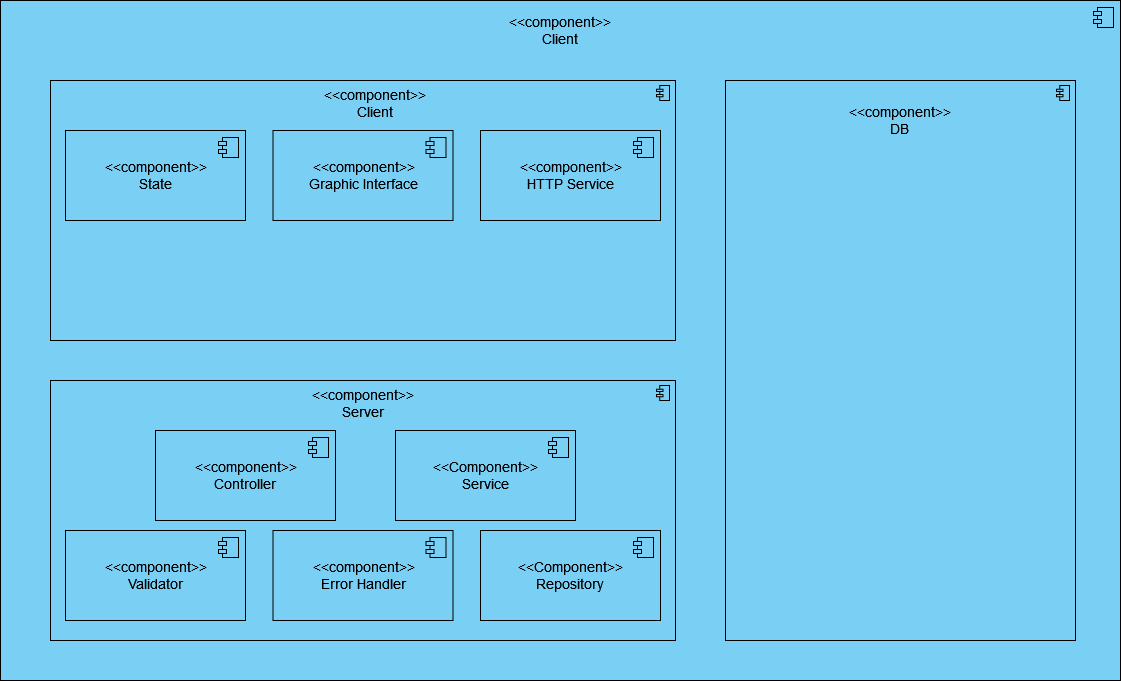 <<component>>
Client
<<component>>
Client
<<component>>
State
<<component>>
Graphic Interface
<<component>>
HTTP Service
<<component>>
DB
<<component>>
Server
<<component>>
Controller
<<Component>>
Service
<<component>>
Validator
<<component>>
Error Handler
<<Component>>
Repository